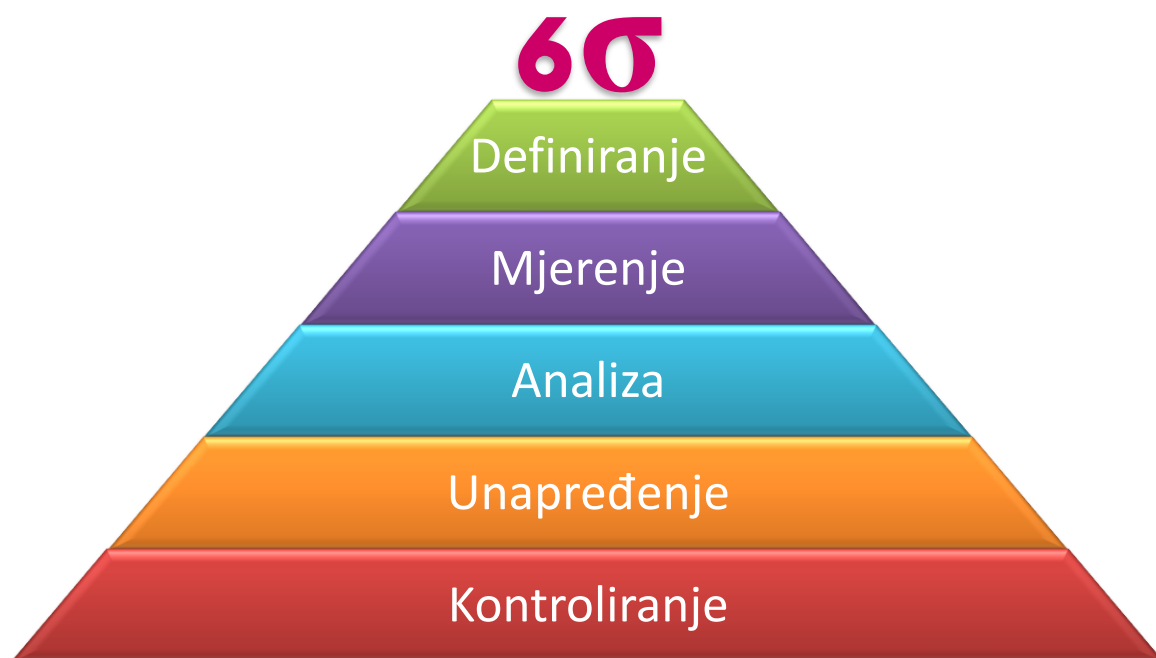 6σ
Definiranje
Mjerenje
Analiza
Unapređenje
Kontroliranje